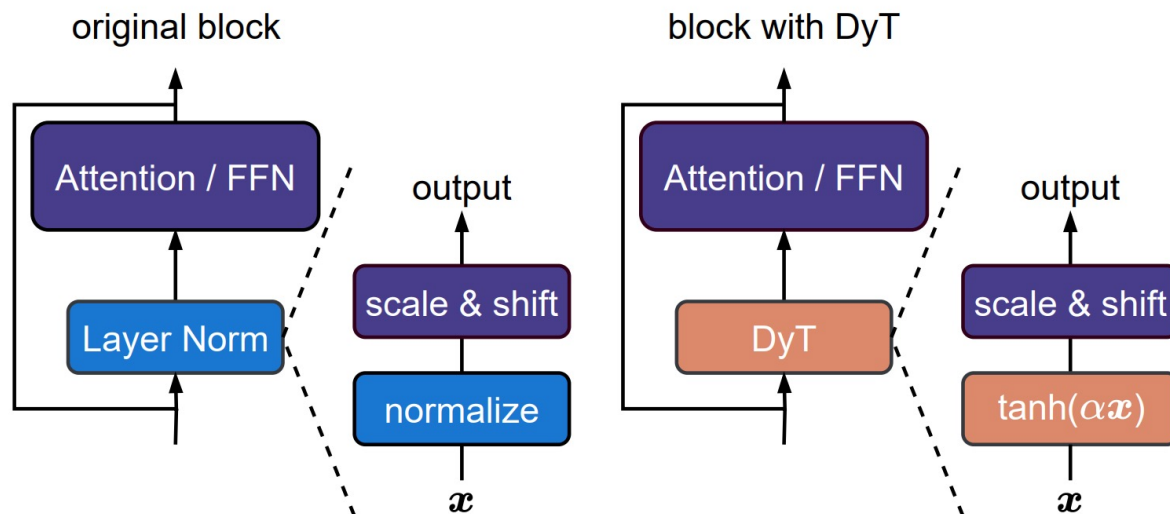 original block
Attention / FFN
Layer Norm
output
scale & shift
normalize
x
block with DyT
Attention / FFN
DyT
output
scale & shift
tanh(αx)
x